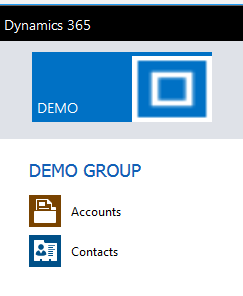 Dynamics 365
DEMO
DEMO GROUP
Accounts
Contacts